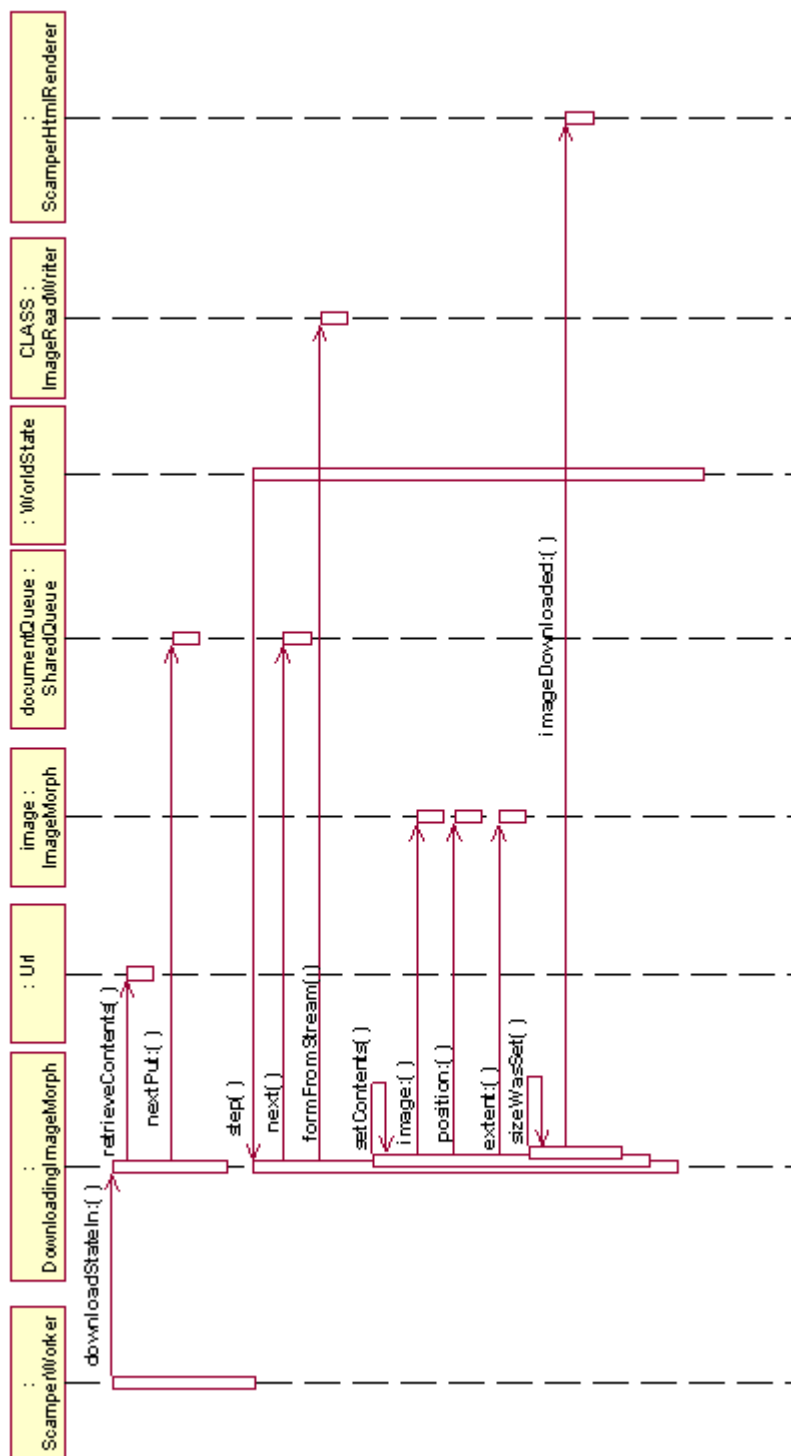 :
ScamperWorker
:
DownloadingImageMorph
: Url
image :
ImageMorph
documentQueue :
SharedQueue
: WorldState
CLASS :
ImageReadWriter
:
ScamperHtmlRenderer
downloadStateIn:( )
retrieveContents( )
nextPut:( )
step( )
next( )
formFromStream( )
setContents( )
image:( )
position:( )
extent:( )
sizeWasSet( )
imageDownloaded:( )